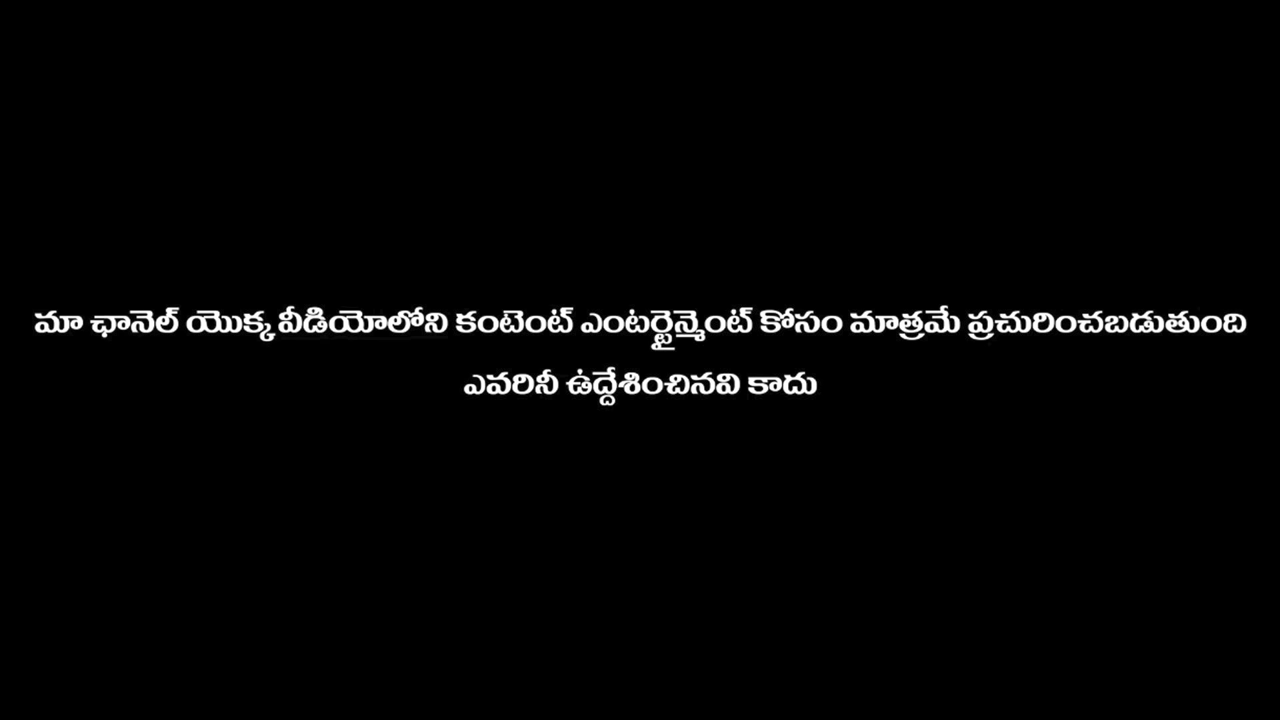 మా ఛానెల్ యొక్క వీడియోలోని కంటెంట్ ఎంటర్టైన్మెంట్ కోసం మాత్రమే ప్రచురించబడుతుంది
ఎవరినీ ఉద్దేశించినవి కాదు